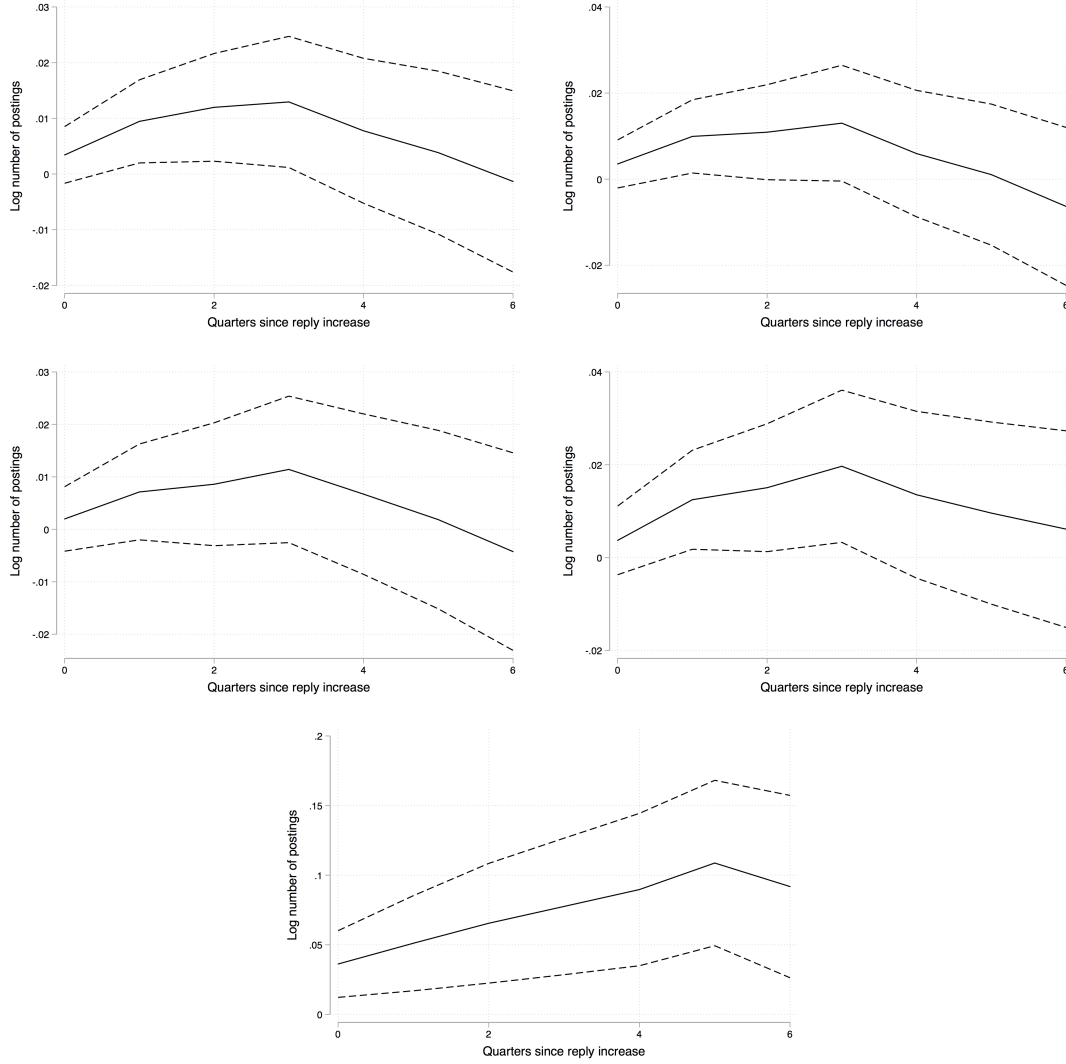 .03
.02
.01
0
-.01
-.02
Log number of postings
0 2 4 6
Quarters since reply increase
.04
.02
0
-.02
Log number of postings
0 2 4 6
Quarters since reply increase
.03
.02
.01
0
-.01
-.02
Log number of postings
0 2 4 6
Quarters since reply increase
.04
.02
0
-.02
Log number of postings
0 2 4 6
Quarters since reply increase
.2
.15
.1
.05
0
Log number of postings
0 2 4 6
Quarters since reply increase